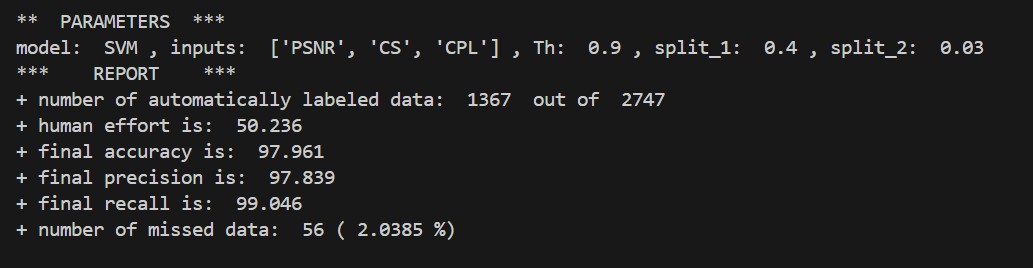 **  PARAMETERS  ***
model:  SVM , inputs:  ['PSNR', 'CS', 'CPL'] , Th:  0.9 , split_1:  0.4 , split_2:  0.03
***    REPORT    ***
+ number of automatically labeled data:  1367  out of  2747
+ human effort is:  50.236
+ final accuracy is:  97.961
+ final precision is:  97.839
+ final recall is:  99.046
+ number of missed data:  56 ( 2.0385 %)